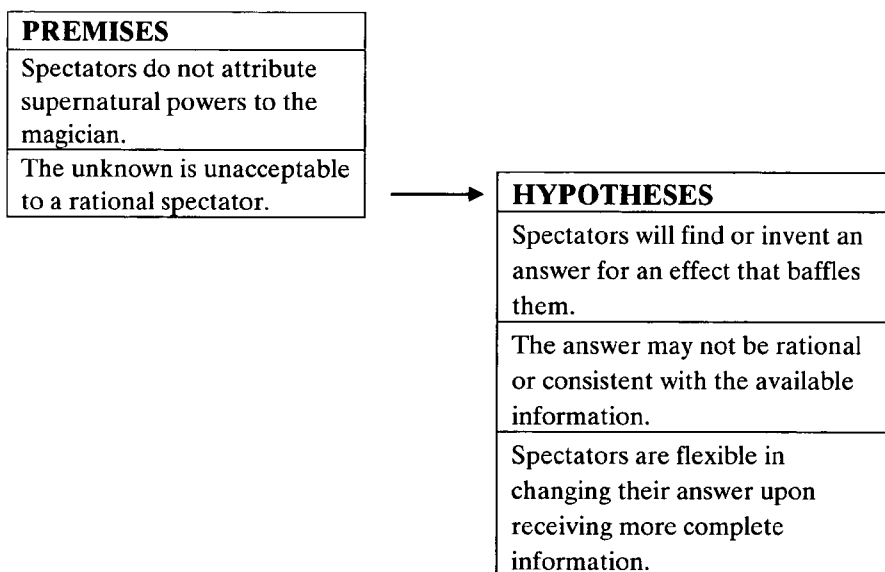 PREMISES
Spectators do not attribute
supernatural powers to the
magician.
The unknown is unacceptable
to a rational spectator.
HYPOTHESES
Spectators will find or invent an
answer for an effect that baffles
them.
The answer may not be rational
or consistent with the available
information.
Spectators are flexible in
changing their answer upon
receiving more complete
information.